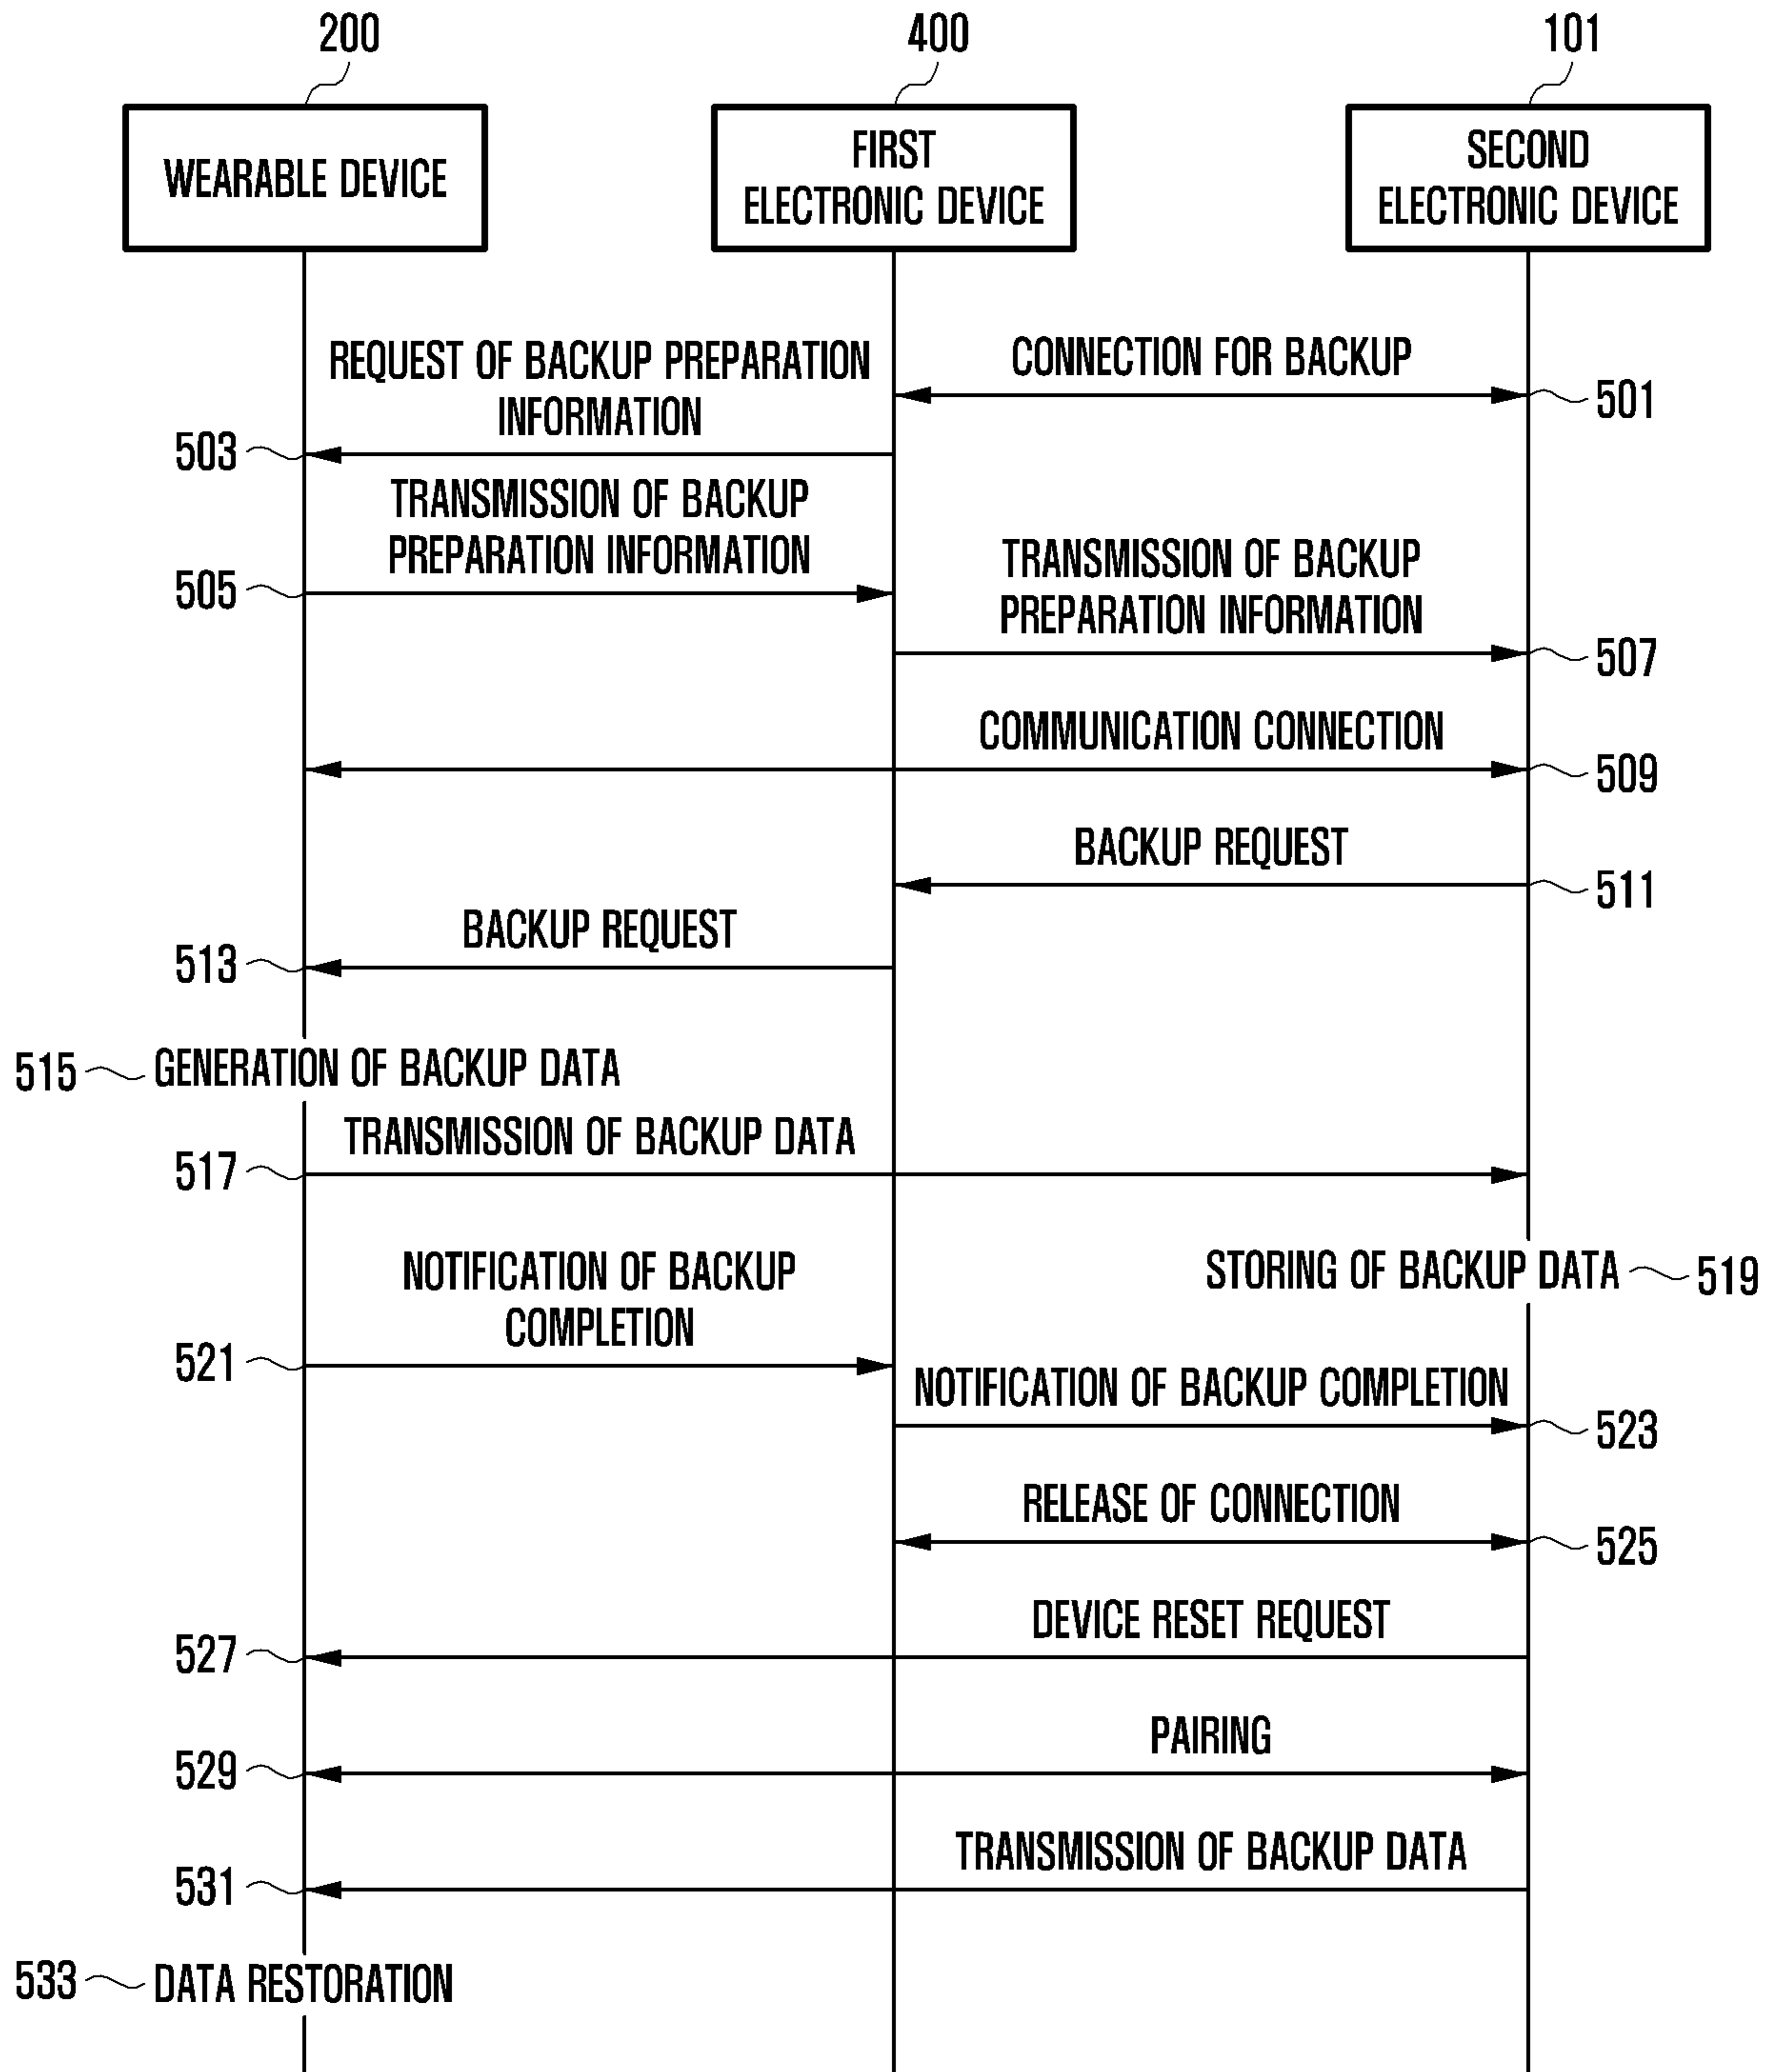 200
400
101
WEARABLE DEVICE
FIRST
ELECTRONIC DEVICE
SECOND
ELECTRONIC DEVICE
CONNECTION FOR BACKUP
501
REQUEST OF BACKUP PREPARATION
INFORMATION
503
TRANSMISSION OF BACKUP
PREPARATION INFORMATION
505
TRANSMISSION OF BACKUP
PREPARATION INFORMATION
507
COMMUNICATION CONNECTION
509
BACKUP REQUEST
511
BACKUP REQUEST
513
515
GENERATION OF BACKUP DATA
TRANSMISSION OF BACKUP DATA
517
STORING OF BACKUP DATA
519
NOTIFICATION OF BACKUP
COMPLETION
521
NOTIFICATION OF BACKUP COMPLETION
523
RELEASE OF CONNECTION
525
DEVICE RESET REQUEST
527
PAIRING
529
TRANSMISSION OF BACKUP DATA
531
533
DATA RESTORATION